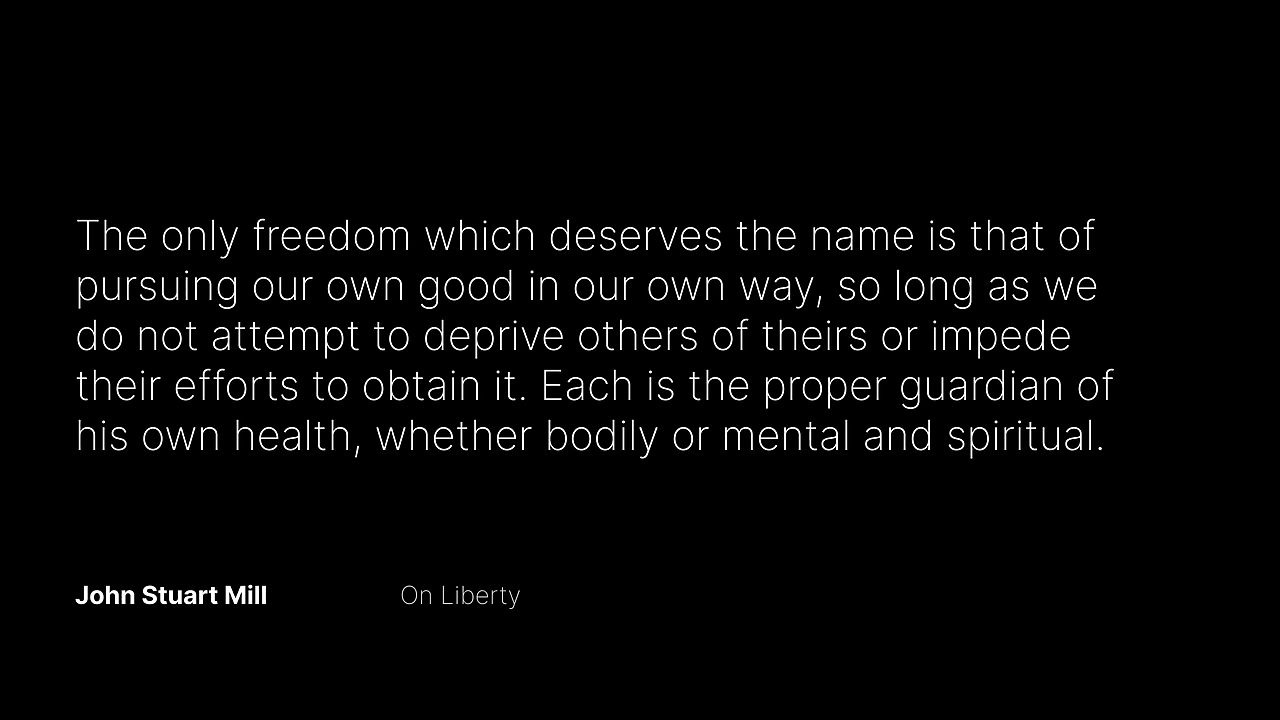 The only freedom which deserves the name is that of
pursuing our own good in our own way, so long as we
do not attempt to deprive others of theirs or impede
their efforts to obtain it. Each is the proper guardian of
his own health, whether bodily or mental and spiritual.
John Stuart Mill On Liberty